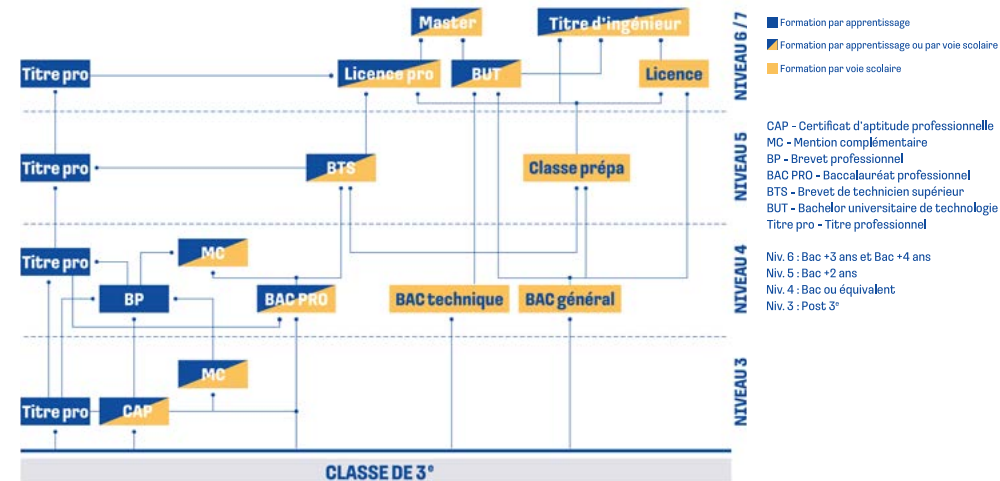 Master
Titre d'ingénieur
Titre pro
Licence pro
BUT
Licence
NIVEAU 6 / 7
Titre pro
BTS
Classe prépa
NIVEAU 5
Titre pro
MC
BP
BAC PRO
BAC technique
BAC général
NIVEAU 4
MC
Titre pro
CAP
NIVEAU 3
CLASSE DE 3e
Formation par apprentissage
Formation par apprentissage ou par voie scolaire
Formation par voie scolaire
CAP - Certificat d'aptitude professionnelle
MC - Mention complémentaire
BP - Brevet professionnel
BAC PRO - Baccalauréat professionnel
BTS - Brevet de technicien supérieur
BUT - Bachelor universitaire de technologie
Titre pro - Titre professionnel
Niv. 6 : Bac +3 ans et Bac +4 ans
Niv. 5 : Bac +2 ans
Niv. 4 : Bac ou équivalent
Niv. 3 : Post 3e